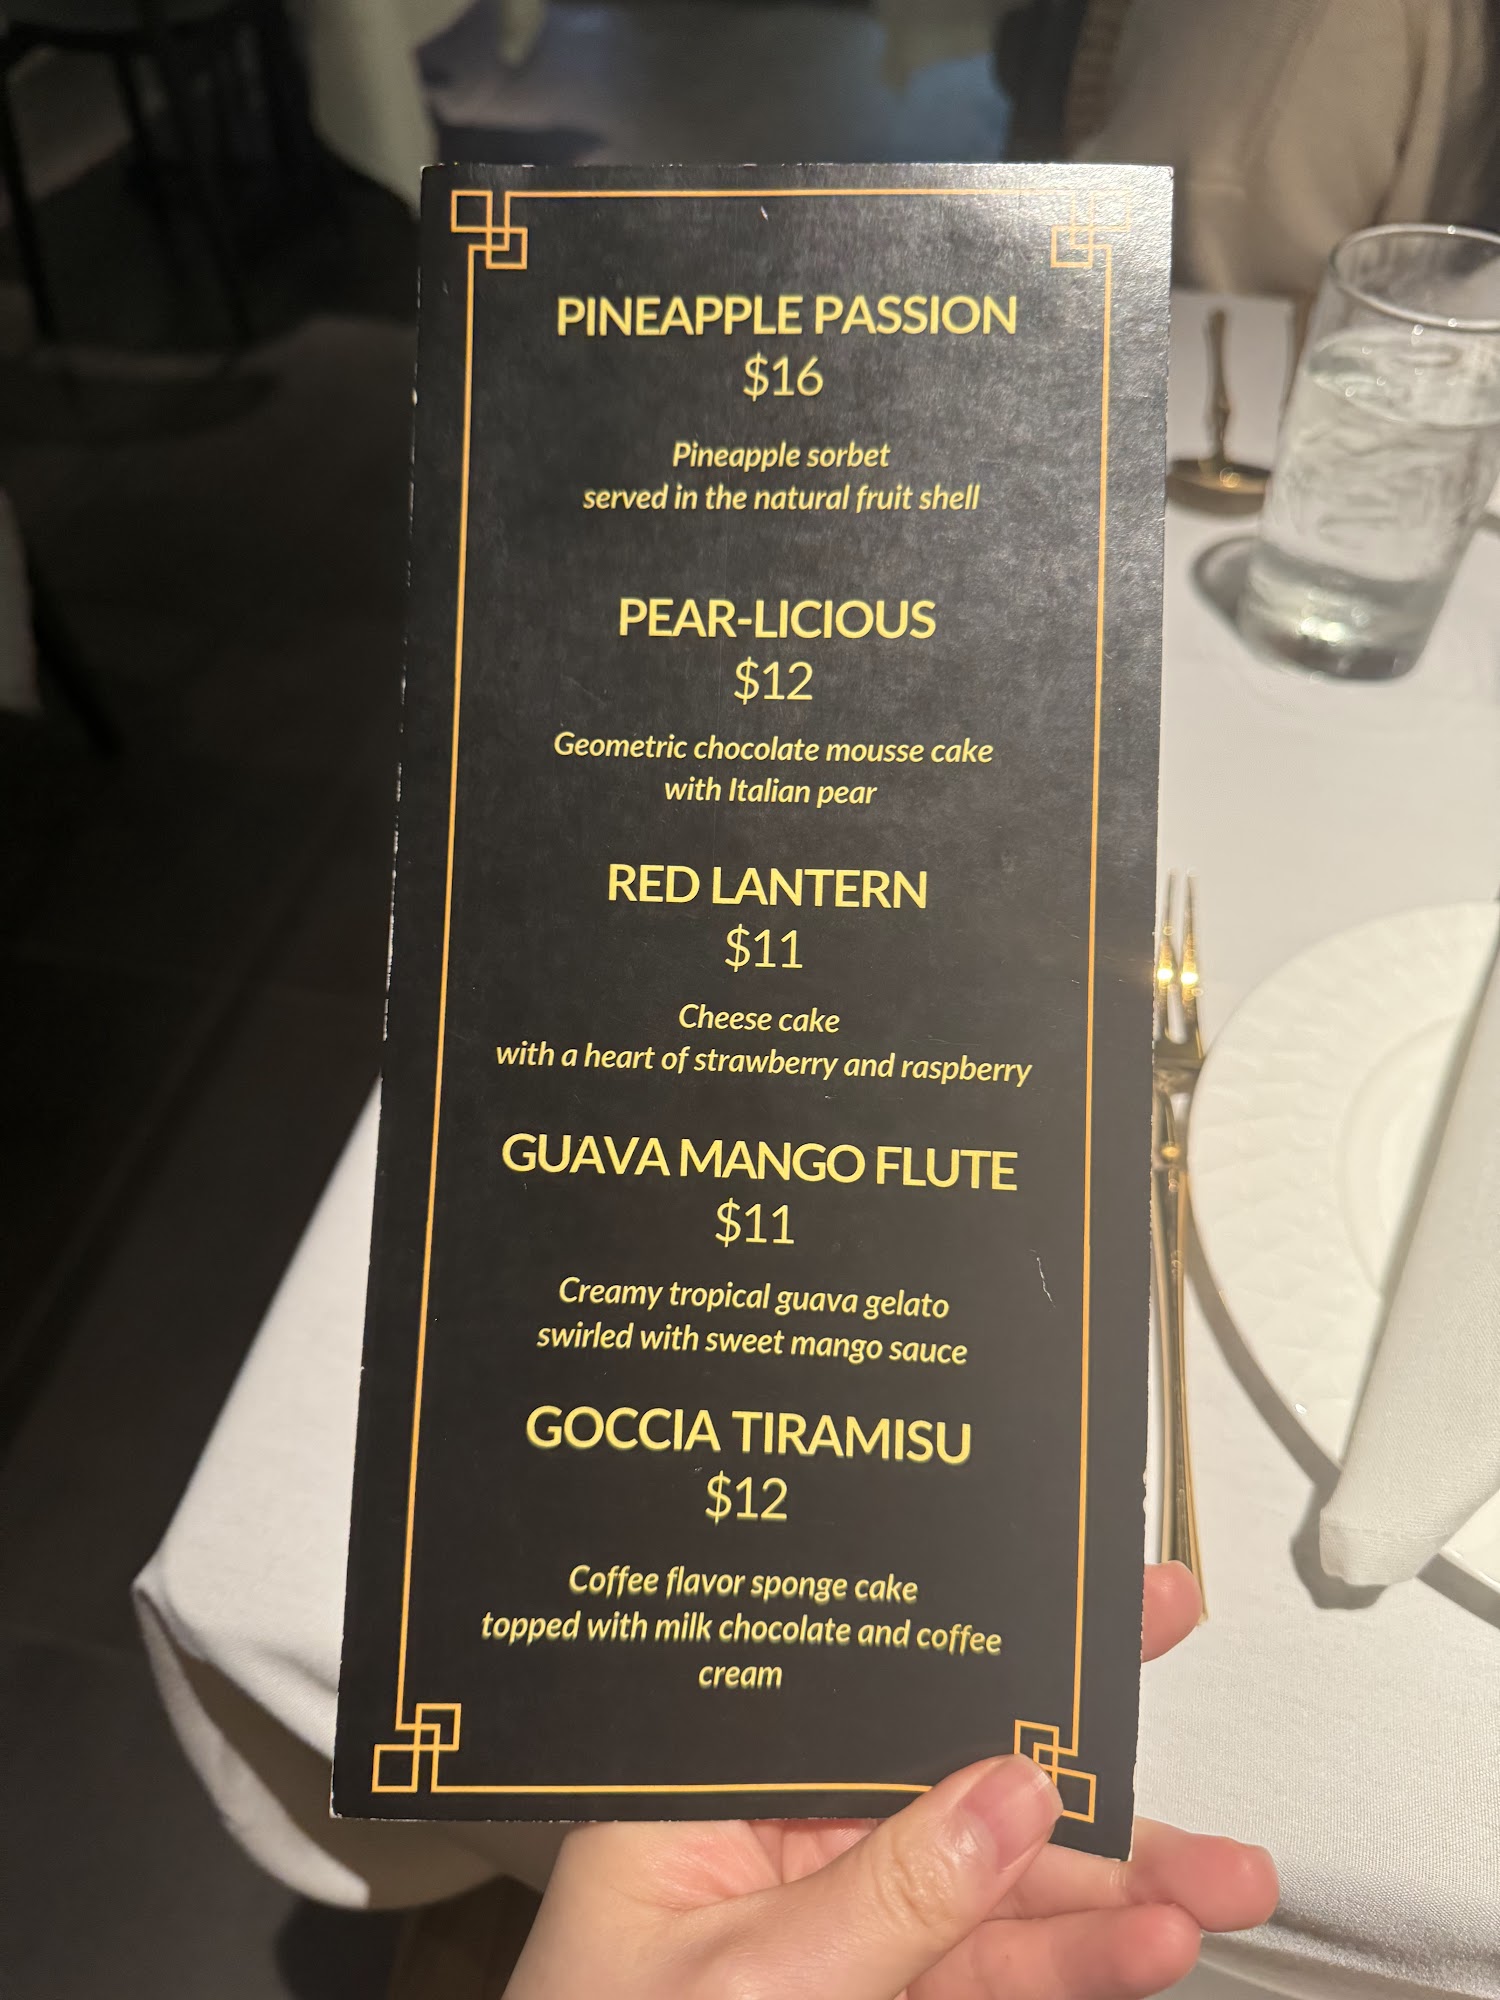 PINEAPPLE PASSION
$16
Pineapple sorbet
served in the natural fruit shell
PEAR-LICIOUS
$12
Geometric chocolate mousse cake
with Italian pear
RED LANTERN
$11
Cheese cake
with a heart of strawberry and raspberry
GUAVA MANGO FLUTE
$11
Creamy tropical guava gelato
swirled with sweet mango sauce
GOCCIA TIRAMISU
$12
Coffee flavor sponge cake
topped with milk chocolate and coffee
cream